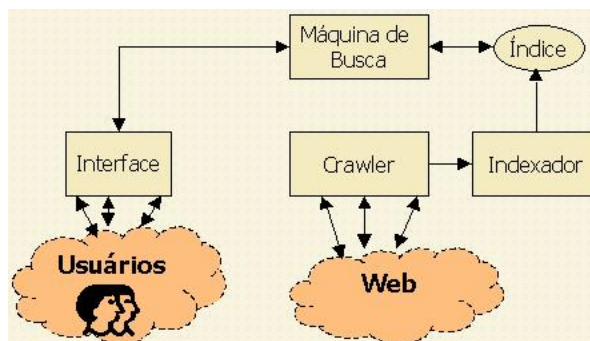 Máquina de
Busca
Índice
Interface
Crawler
Indexador
Usuários
Web